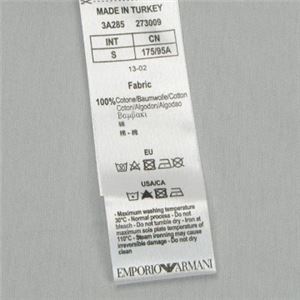 MADE IN TURKEY
3A285 273009
INT CN
S 175/95A
13-02
Fabric
100%Cotone/Baumwolle/Cotton
Coton/Algodon/Algodao
Βαμβακι
棉 - 棉-
EU
USA/CA
- Maximum washing temperature
30°C - Normal process - Do not
bleach - Do not tumble dry - Iron at
maximum sole plate temperature of
110°C - Steam ironing may cause
irreversible damage - Do not
dry clean
EMPORIO ARMANI